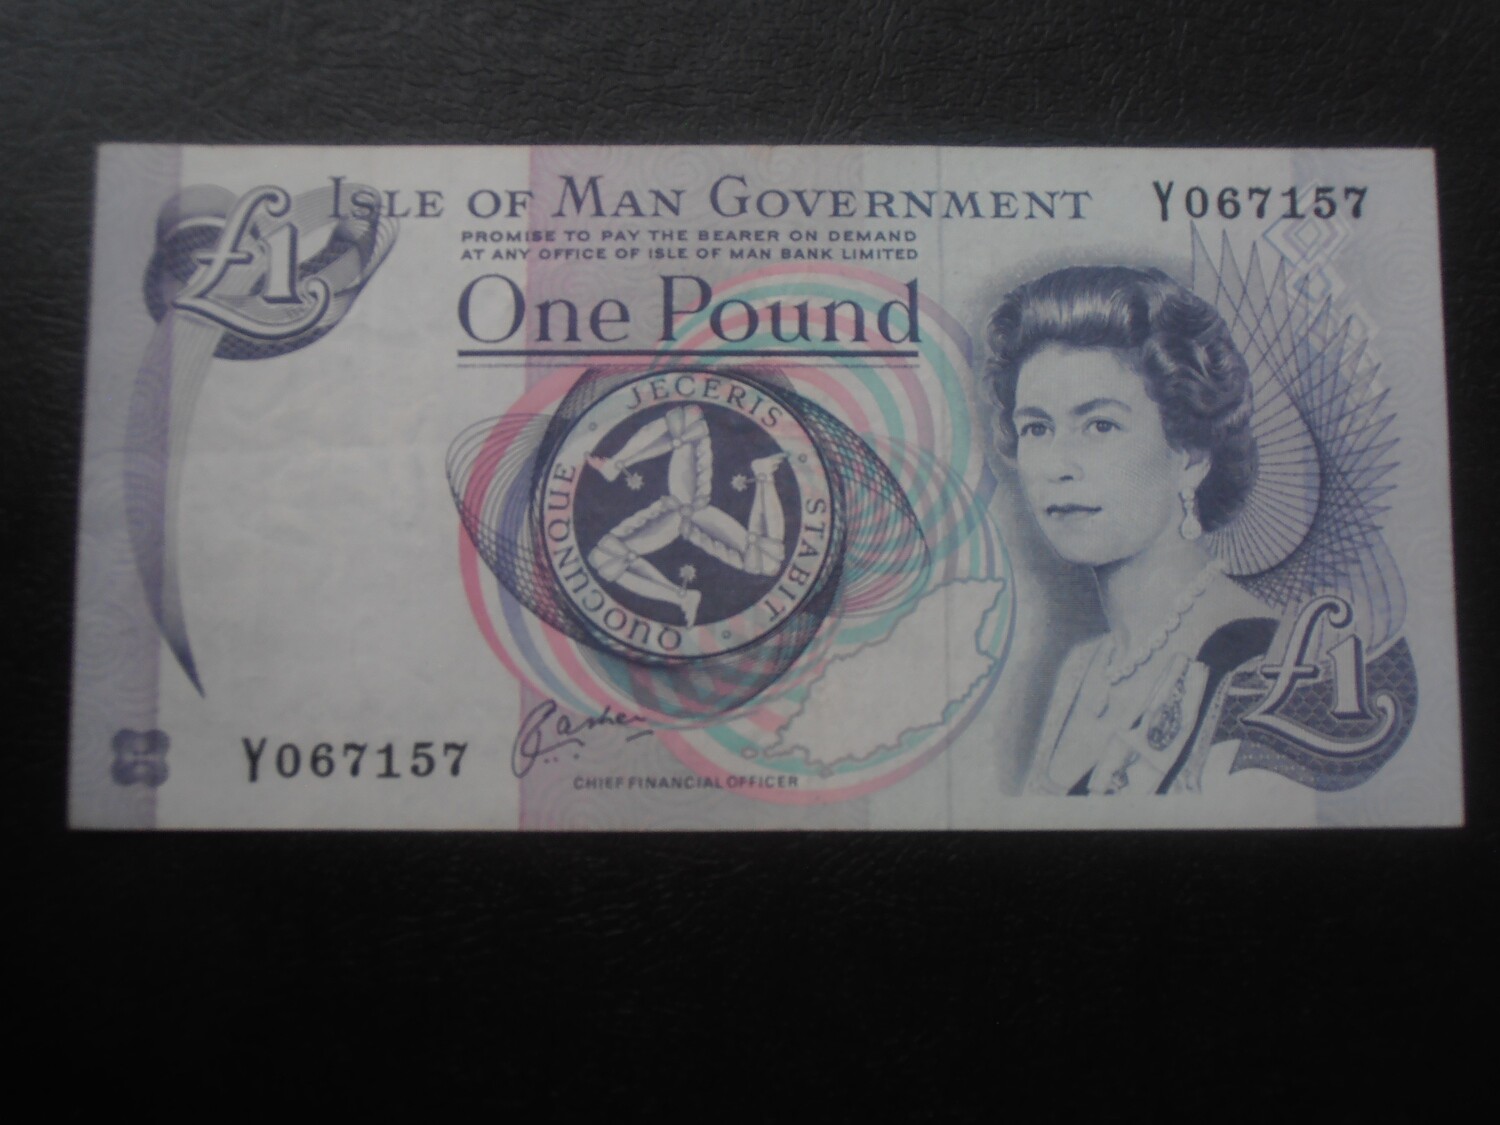 £1
ISLE OF MAN GOVERNMENT
Y067157
PROMISE TO PAY THE BEARER ON DEMAND
AT ANY OFFICE OF ISLE OF MAN BANK LIMITED
One Pound
QUOCUNQUE JECERIS STABIT
£1
Y067157
CHIEF FINANCIAL OFFICER